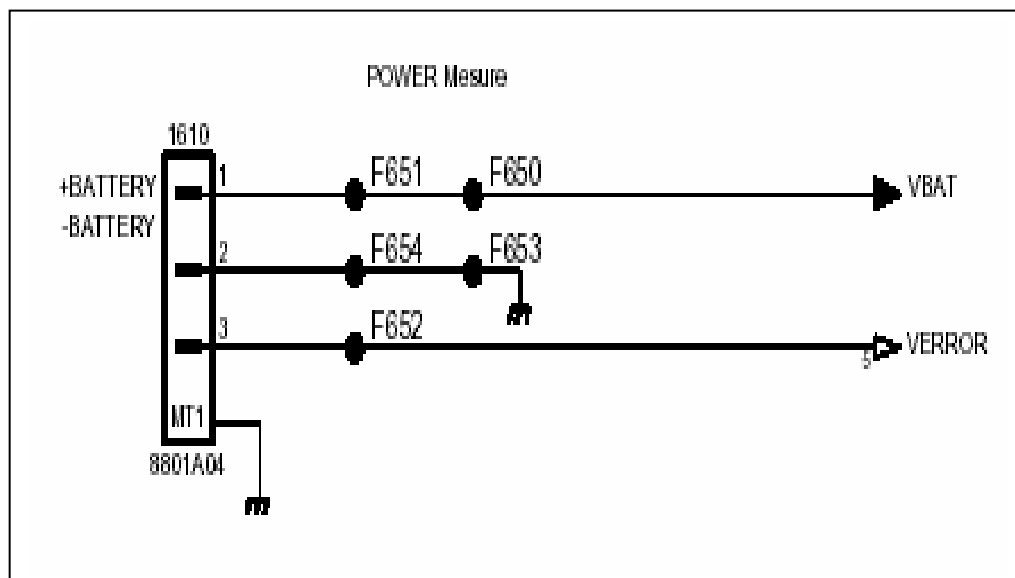 POWER Mesure
1610
+BATTERY 1 F651 F650 VBAT
-BATTERY
2 F654 F653
3 F652 5 VERROR
MT1
8801A04